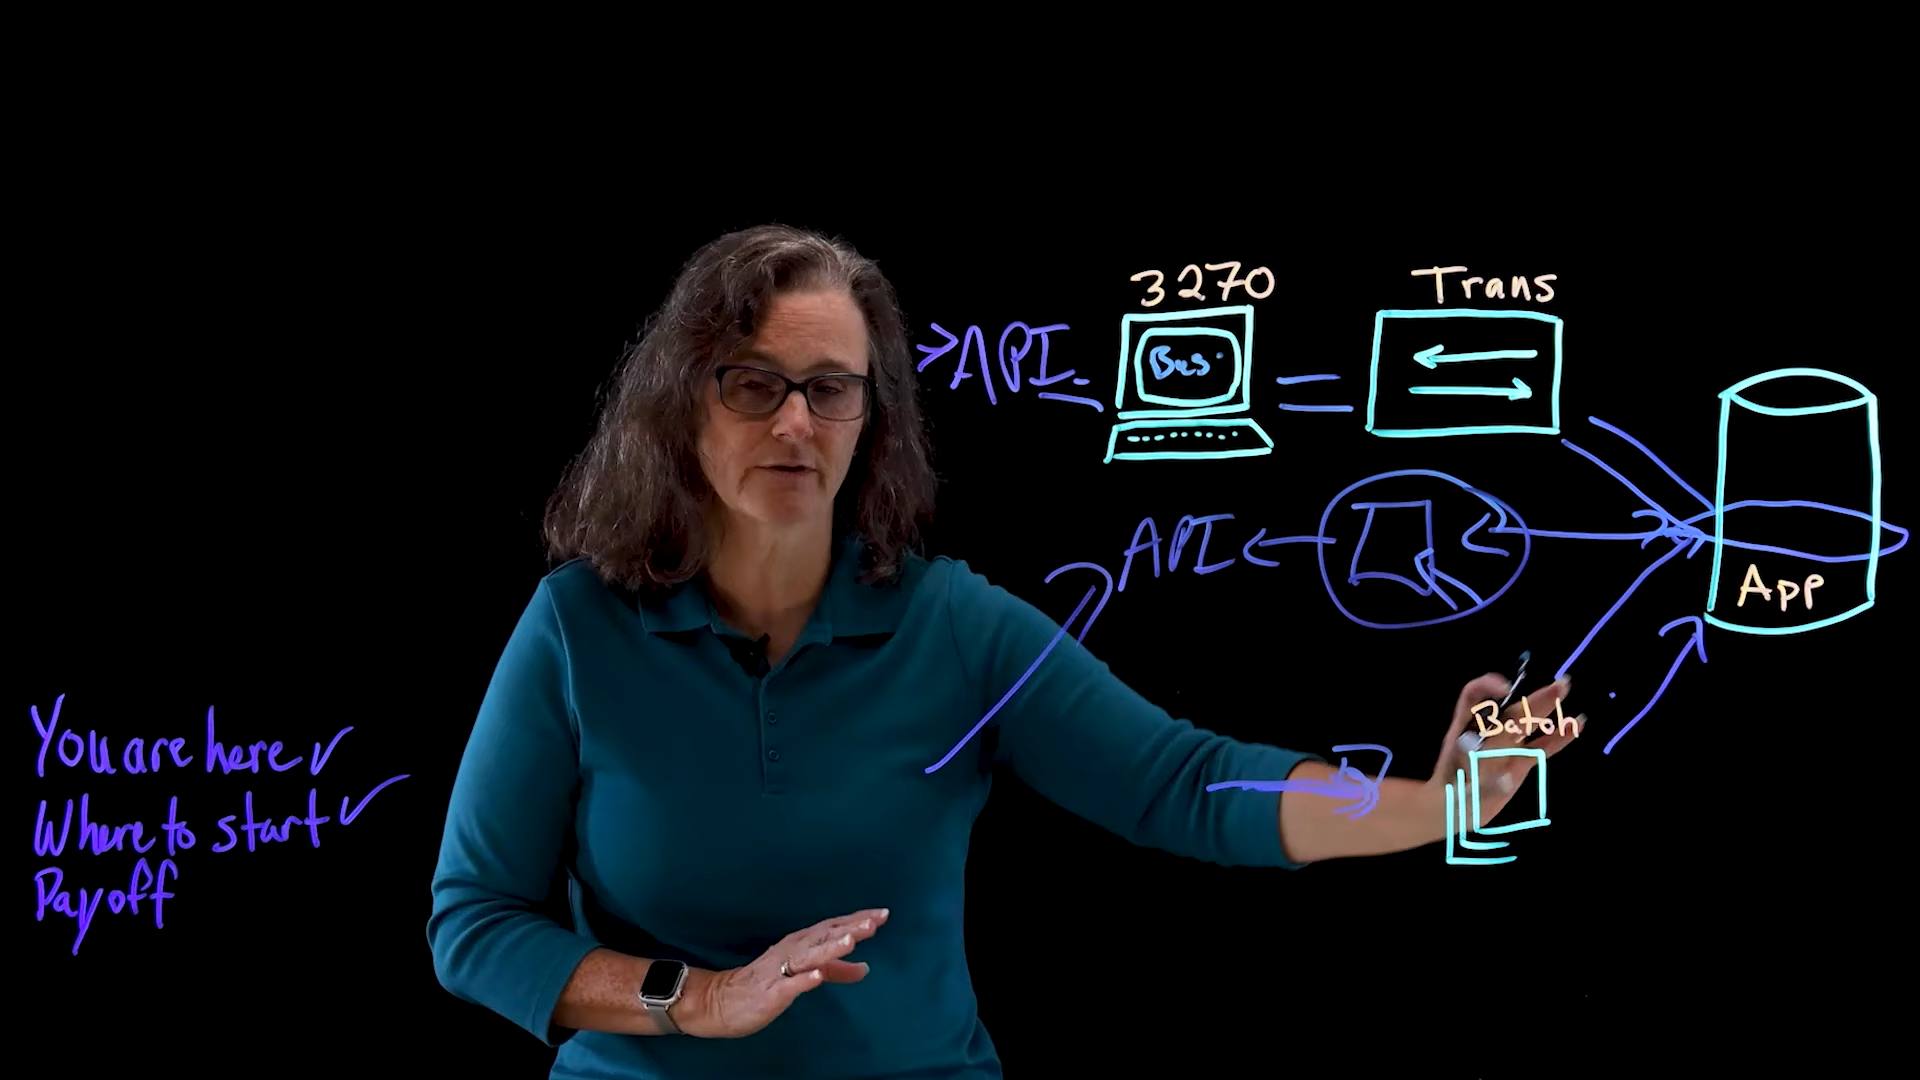 3270
Trans
>API
Bus
API
App
Batch
You are here ✓
Where to start ✓
Payoff